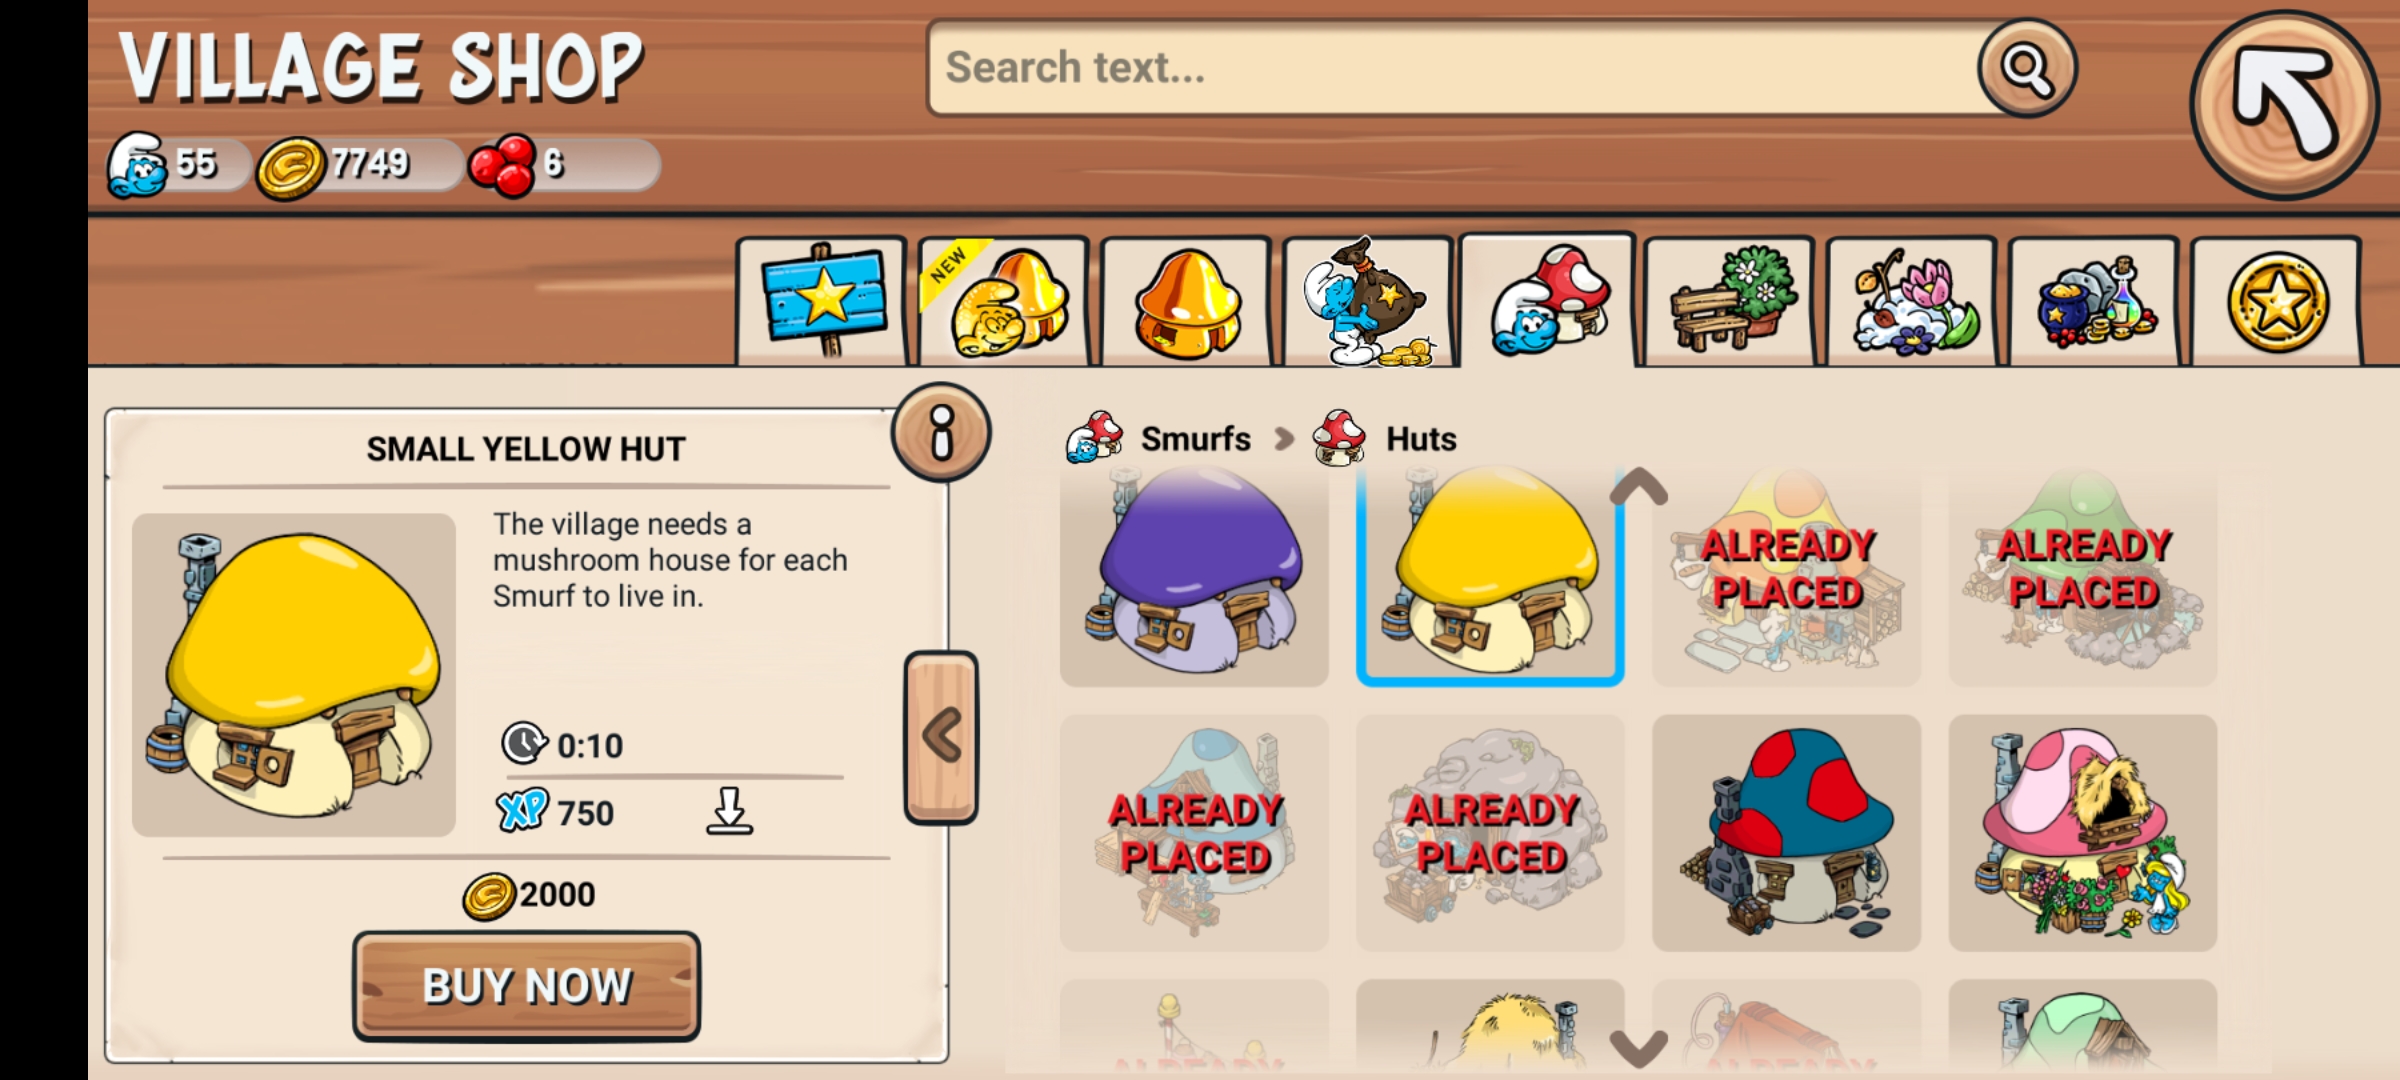 VILLAGE SHOP
Search text...
55
7749
6
NEW
SMALL YELLOW HUT
The village needs a
mushroom house for each
Smurf to live in.
0:10
XP 750
2000
BUY NOW
Smurfs > Huts
ALREADY
PLACED
ALREADY
PLACED
ALREADY
PLACED
ALREADY
PLACED
ALREADY
ALREADY